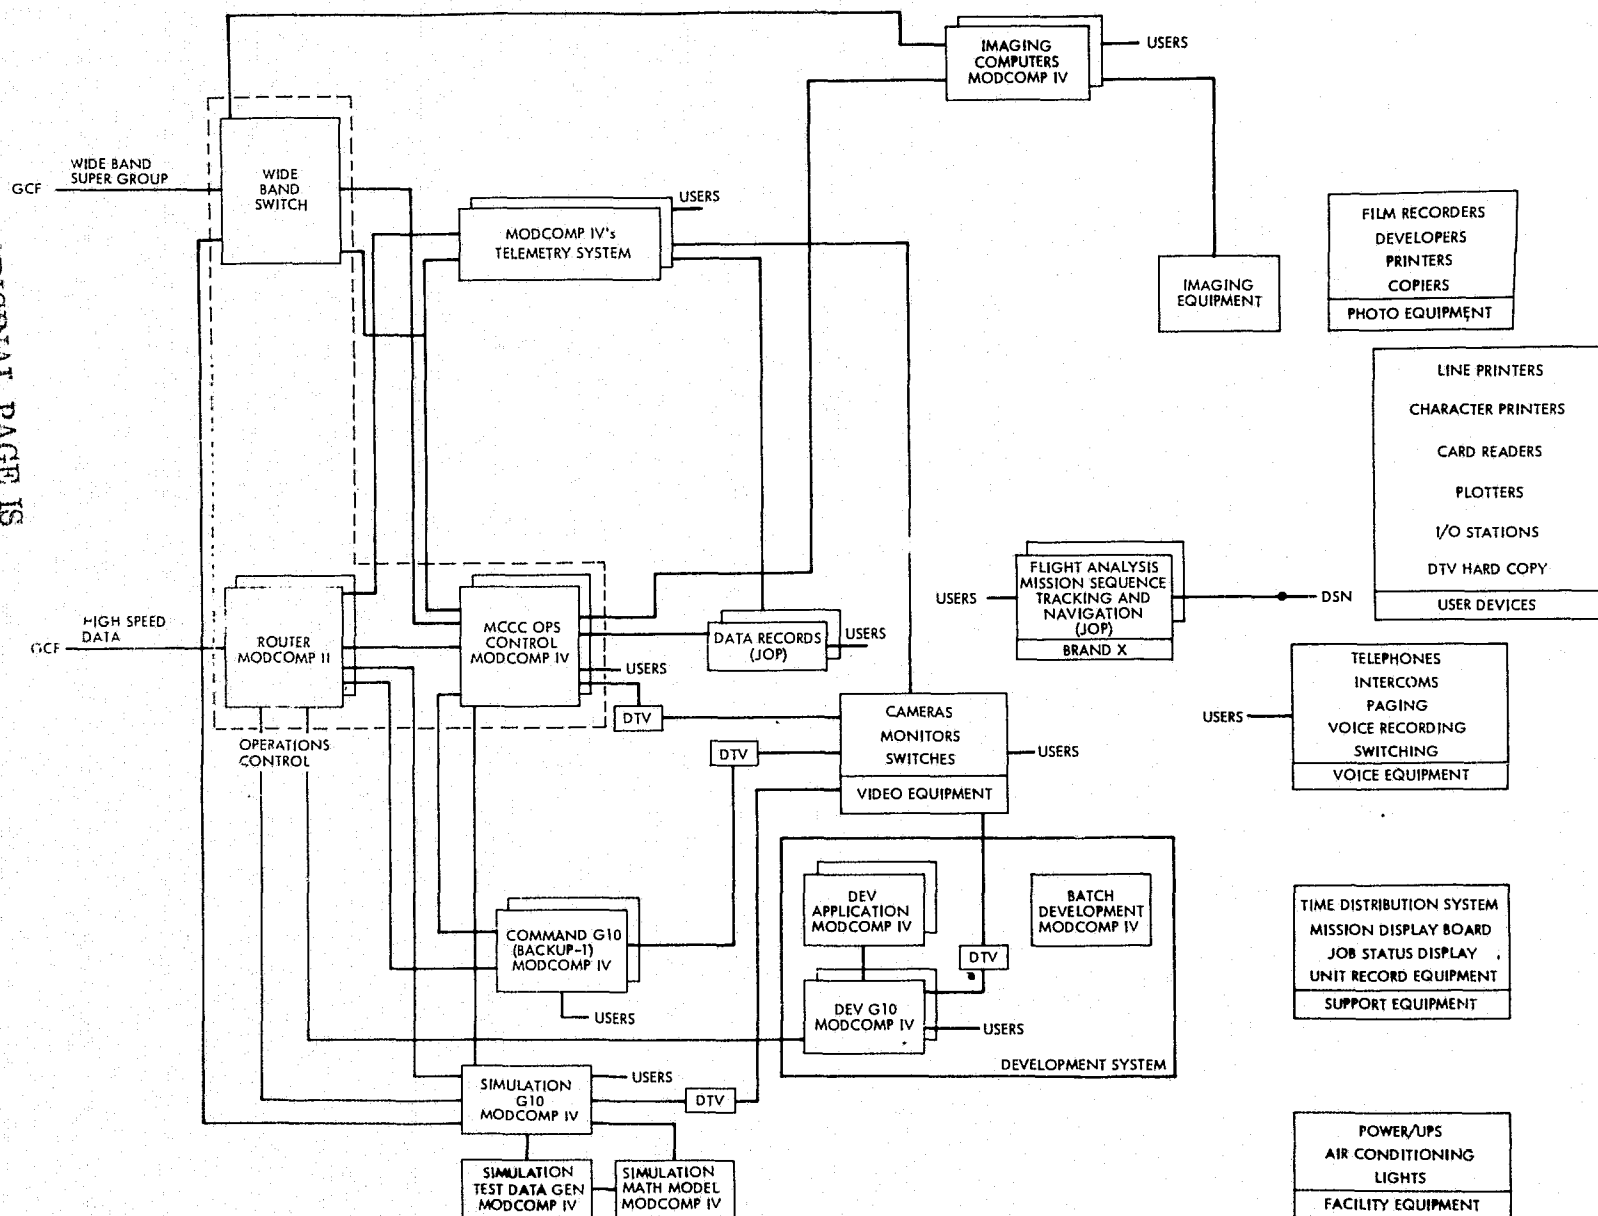 IMAGING
COMPUTERS
MODCOMP IV
USERS
WIDE BAND
SUPER GROUP
GCF
WIDE
BAND
SWITCH
USERS
MODCOMP IV's
TELEMETRY SYSTEM
IMAGING
EQUIPMENT
FILM RECORDERS
DEVELOPERS
PRINTERS
COPIERS
PHOTO EQUIPMENT
LINE PRINTERS
CHARACTER PRINTERS
CARD READERS
PLOTTERS
I/O STATIONS
DTV HARD COPY
USER DEVICES
PAGE IS
HIGH SPEED
DATA
GCF
ROUTER
MODCOMP II
MCCC OPS
CONTROL
MODCOMP IV
USERS
DTV
DATA RECORDS
(JOP)
USERS
USERS
FLIGHT ANALYSIS
MISSION SEQUENCE
TRACKING AND
NAVIGATION
(JOP)
BRAND X
DSN
OPERATIONS
CONTROL
DTV
CAMERAS
MONITORS
SWITCHES
VIDEO EQUIPMENT
USERS
USERS
TELEPHONES
INTERCOMS
PAGING
VOICE RECORDING
SWITCHING
VOICE EQUIPMENT
COMMAND G10
(BACKUP-1)
MODCOMP IV
USERS
DEV
APPLICATION
MODCOMP IV
BATCH
DEVELOPMENT
MODCOMP IV
DTV
DEV G10
MODCOMP IV
USERS
DEVELOPMENT SYSTEM
TIME DISTRIBUTION SYSTEM
MISSION DISPLAY BOARD
JOB STATUS DISPLAY
UNIT RECORD EQUIPMENT
SUPPORT EQUIPMENT
SIMULATION
G10
MODCOMP IV
USERS
DTV
SIMULATION
TEST DATA GEN
MODCOMP IV
SIMULATION
MATH MODEL
MODCOMP IV
POWER/UPS
AIR CONDITIONING
LIGHTS
FACILITY EQUIPMENT